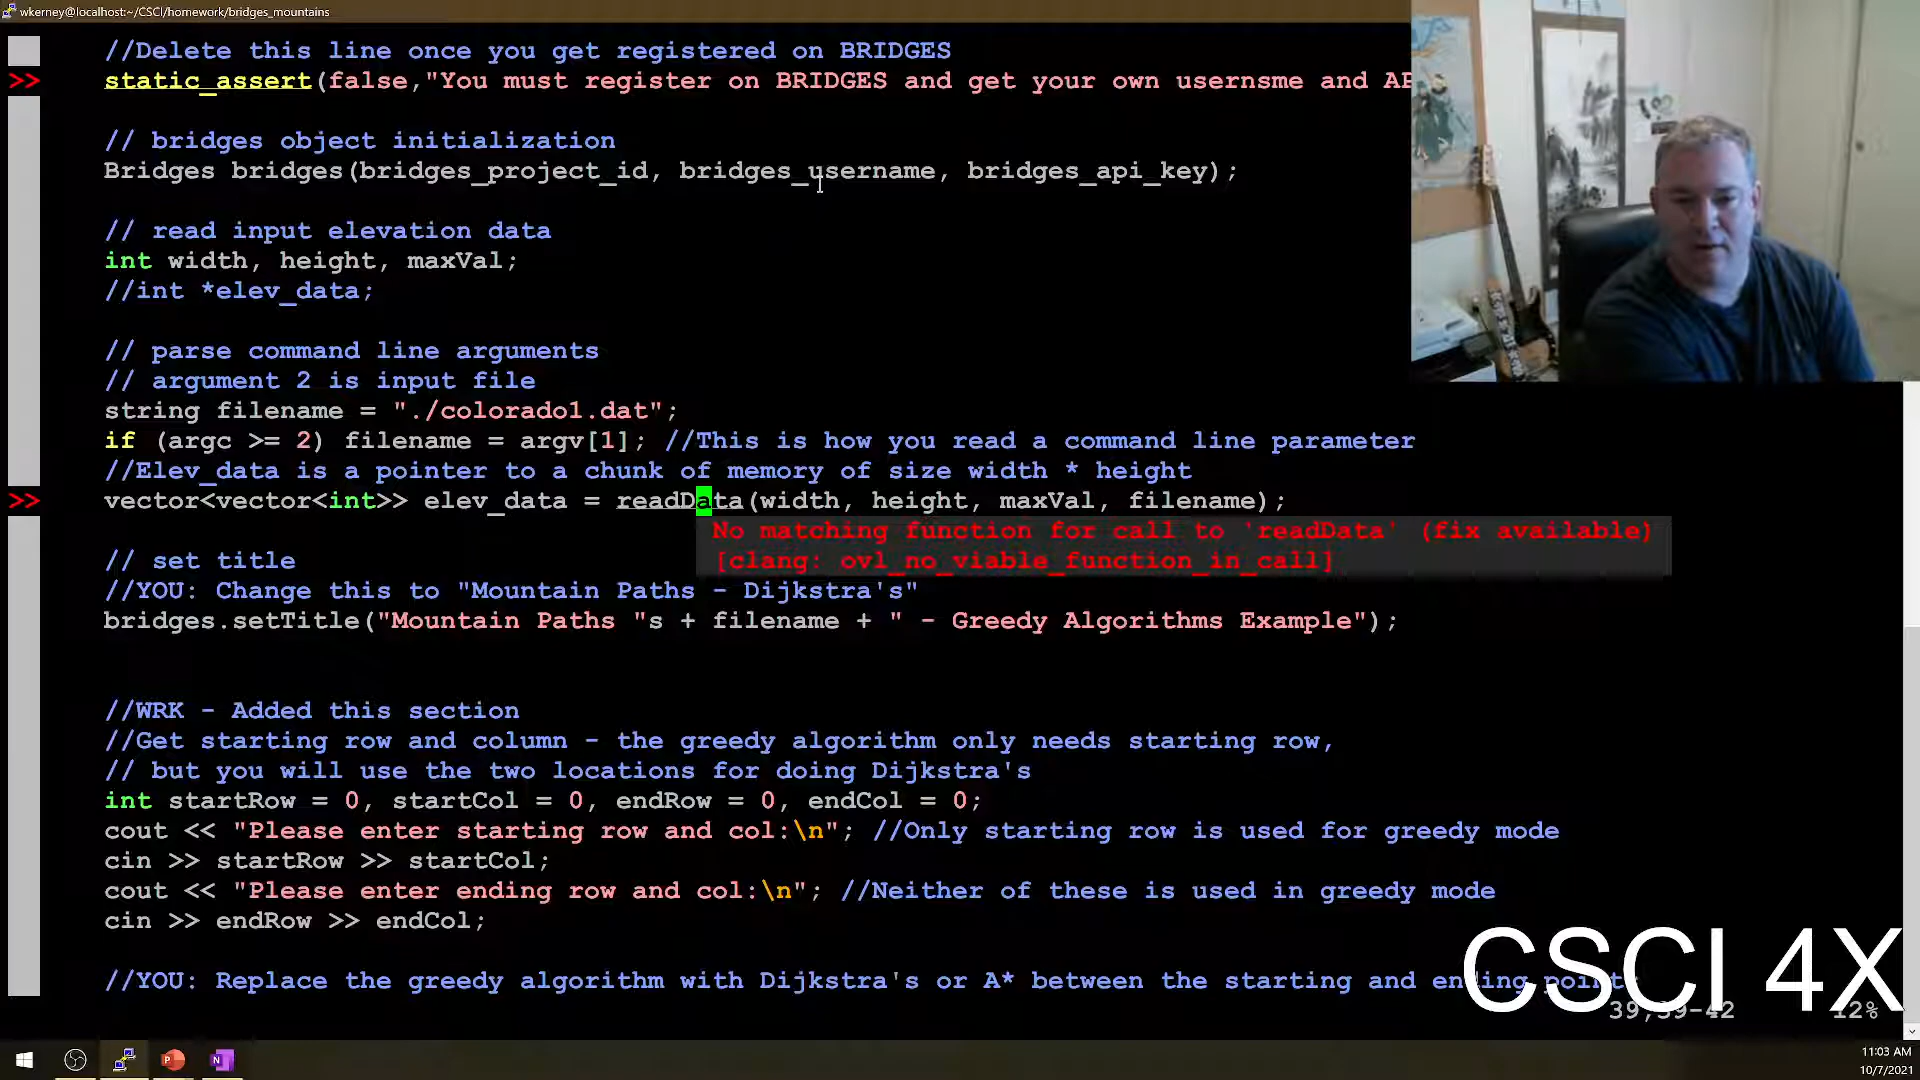 wkerney@localhost:~/CSCI/homework/bridges_mountains
//Delete this line once you get registered on BRIDGES
>> static_assert(false,"You must register on BRIDGES and get your own usernsme and AP
// bridges object initialization
Bridges bridges(bridges_project_id, bridges_username, bridges_api_key);
// read input elevation data
int width, height, maxVal;
//int *elev_data;
// parse command line arguments
// argument 2 is input file
string filename = "./colorado1.dat";
if (argc >= 2) filename = argv[1]; //This is how you read a command line parameter
//Elev_data is a pointer to a chunk of memory of size width * height
>> vector<vector<int>> elev_data = readData(width, height, maxVal, filename);
No matching function for call to 'readData' (fix available)
[clang: ovl_no_viable_function_in_call]
// set title
//YOU: Change this to "Mountain Paths - Dijkstra's"
bridges.setTitle("Mountain Paths "s + filename + " - Greedy Algorithms Example");
//WRK - Added this section
//Get starting row and column - the greedy algorithm only needs starting row,
// but you will use the two locations for doing Dijkstra's
int startRow = 0, startCol = 0, endRow = 0, endCol = 0;
cout << "Please enter starting row and col:\n"; //Only starting row is used for greedy mode
cin >> startRow >> startCol;
cout << "Please enter ending row and col:\n"; //Neither of these is used in greedy mode
cin >> endRow >> endCol;
//YOU: Replace the greedy algorithm with Dijkstra's or A* between the starting and ending point
CSCI 4X
39,39-42 12%
11:03 AM
10/7/2021